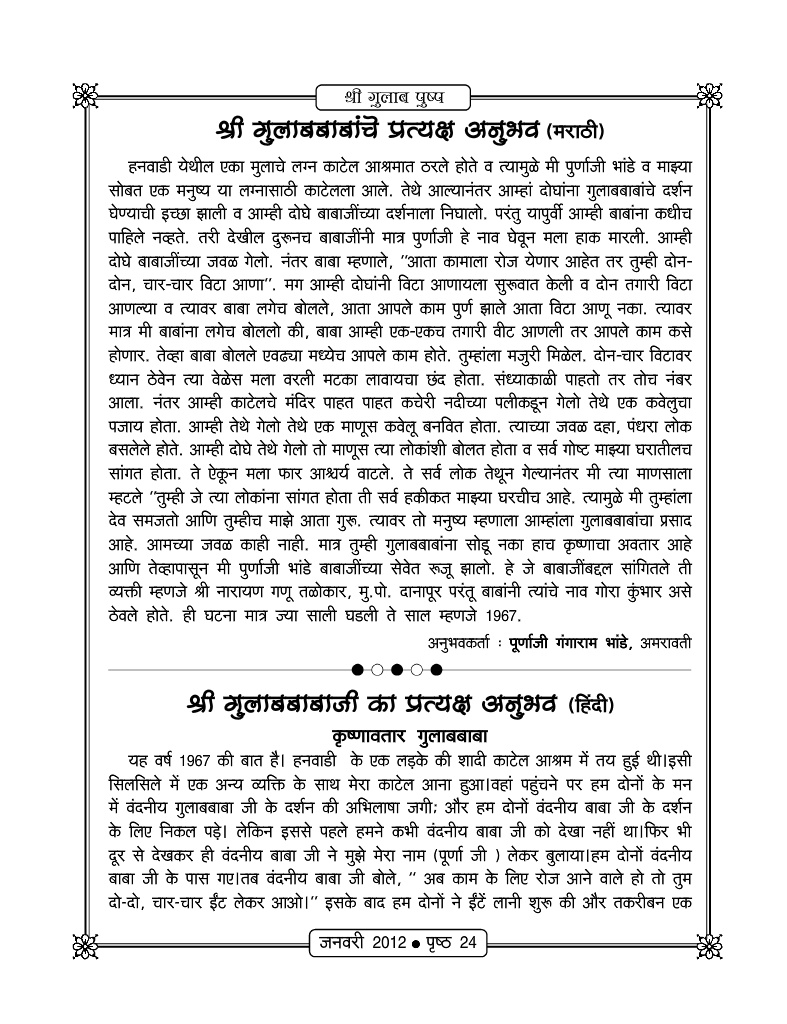 श्री गुलाब पुष्प
श्री गुलाबबाबांचे प्रत्यक्ष अनुभव (मराठी)
हनवाडी येथील एका मुलाचे लग्न काटेल आश्रमात ठरले होते व त्यामुळे मी पुर्णाजी भांडे व माझ्या
सोबत एक मनुष्य या लग्नासाठी काटेलला आले. तेथे आल्यानंतर आम्हां दोघांना गुलाबबाबांचे दर्शन
घेण्याची इच्छा झाली व आम्ही दोघे बाबाजींच्या दर्शनाला निघालो. परंतु यापुर्वी आम्ही बाबांना कधीच
पाहिले नव्हते. तरी देखील दुरूनच बाबाजींनी मात्र पुर्णाजी हे नाव घेवून मला हाक मारली. आम्ही
दोघे बाबाजींच्या जवळ गेलो. नंतर बाबा म्हणाले, ''आता कामाला रोज येणार आहेत तर तुम्ही दोन-
दोन, चार-चार विटा आणा''. मग आम्ही दोघांनी विटा आणायला सुरूवात केली व दोन तगारी विटा
आणल्या व त्यावर बाबा लगेच बोलले, आता आपले काम पुर्ण झाले आता विटा आणू नका. त्यावर
मात्र मी बाबांना लगेच बोललो की, बाबा आम्ही एक-एकच तगारी वीट आणली तर आपले काम कसे
होणार. तेव्हा बाबा बोलले एवढ्या मध्येच आपले काम होते. तुम्हांला मजुरी मिळेल. दोन-चार विटावर
ध्यान ठेवेन त्या वेळेस मला वरली मटका लावायचा छंद होता. संध्याकाळी पाहतो तर तोच नंबर
आला. नंतर आम्ही काटेलचे मंदिर पाहत पाहत कचेरी नदीच्या पलीकडून गेलो तेथे एक कवेलुचा
पजाय होता. आम्ही तेथे गेलो तेथे एक माणूस कवेलू बनवित होता. त्याच्या जवळ दहा, पंधरा लोक
बसलेले होते. आम्ही दोघे तेथे गेलो तो माणूस त्या लोकांशी बोलत होता व सर्व गोष्ट माझ्या घरातीलच
सांगत होता. ते ऐकून मला फार आश्चर्य वाटले. ते सर्व लोक तेथून गेल्यानंतर मी त्या माणसाला
म्हटले ''तुम्ही जे त्या लोकांना सांगत होता ती सर्व हकीकत माझ्या घरचीच आहे. त्यामुळे मी तुम्हांला
देव समजतो आणि तुम्हीच माझे आता गुरू. त्यावर तो मनुष्य म्हणाला आम्हांला गुलाबबाबांचा प्रसाद
आहे. आमच्या जवळ काही नाही. मात्र तुम्ही गुलाबबाबांना सोडू नका हाच कृष्णाचा अवतार आहे
आणि तेव्हापासून मी पुर्णाजी भांडे बाबाजींच्या सेवेत रूजू झालो. हे जे बाबाजींबद्दल सांगितले ती
व्यक्ती म्हणजे श्री नारायण गणू तळोकार, मु.पो. दानापूर परंतू बाबांनी त्यांचे नाव गोरा कुंभार असे
ठेवले होते. ही घटना मात्र ज्या साली घडली ते साल म्हणजे 1967.
अनुभवकर्ता : पूर्णाजी गंगाराम भांडे, अमरावती
श्री गुलाबबाबाजी का प्रत्यक्ष अनुभव (हिंदी)
कृष्णावतार गुलाबबाबा
यह वर्ष 1967 की बात है। हनवाडी के एक लड़के की शादी काटेल आश्रम में तय हुई थी।इसी
सिलसिले में एक अन्य व्यक्ति के साथ मेरा काटेल आना हुआ।वहां पहुंचने पर हम दोनों के मन
में वंदनीय गुलाबबाबा जी के दर्शन की अभिलाषा जगी; और हम दोनों वंदनीय बाबा जी के दर्शन
के लिए निकल पड़े। लेकिन इससे पहले हमने कभी वंदनीय बाबा जी को देखा नहीं था।फिर भी
दूर से देखकर ही वंदनीय बाबा जी ने मुझे मेरा नाम (पूर्णा जी ) लेकर बुलाया।हम दोनों वंदनीय
बाबा जी के पास गए।तब वंदनीय बाबा जी बोले, '' अब काम के लिए रोज आने वाले हो तो तुम
दो-दो, चार-चार ईंट लेकर आओ।'' इसके बाद हम दोनों ने ईंटें लानी शुरू की और तकरीबन एक
जनवरी 2012 ● पृष्ठ 24